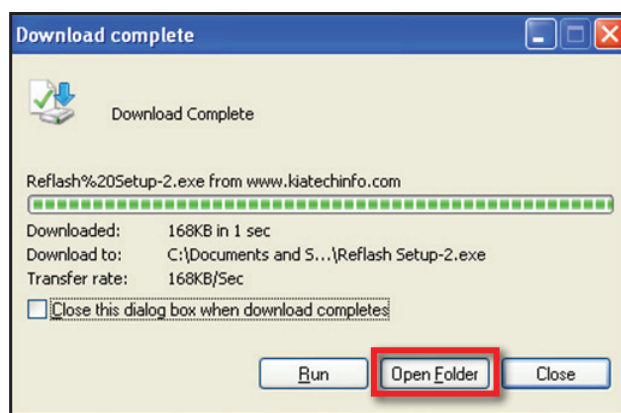 Download complete
Download Complete
Reflash%20Setup-2.exe from www.kiatechinfo.com
Downloaded: 168KB in 1 sec
Download to: C:\Documents and S...\Reflash Setup-2.exe
Transfer rate: 168KB/Sec
Close this dialog box when download completes
Run Open Folder Close